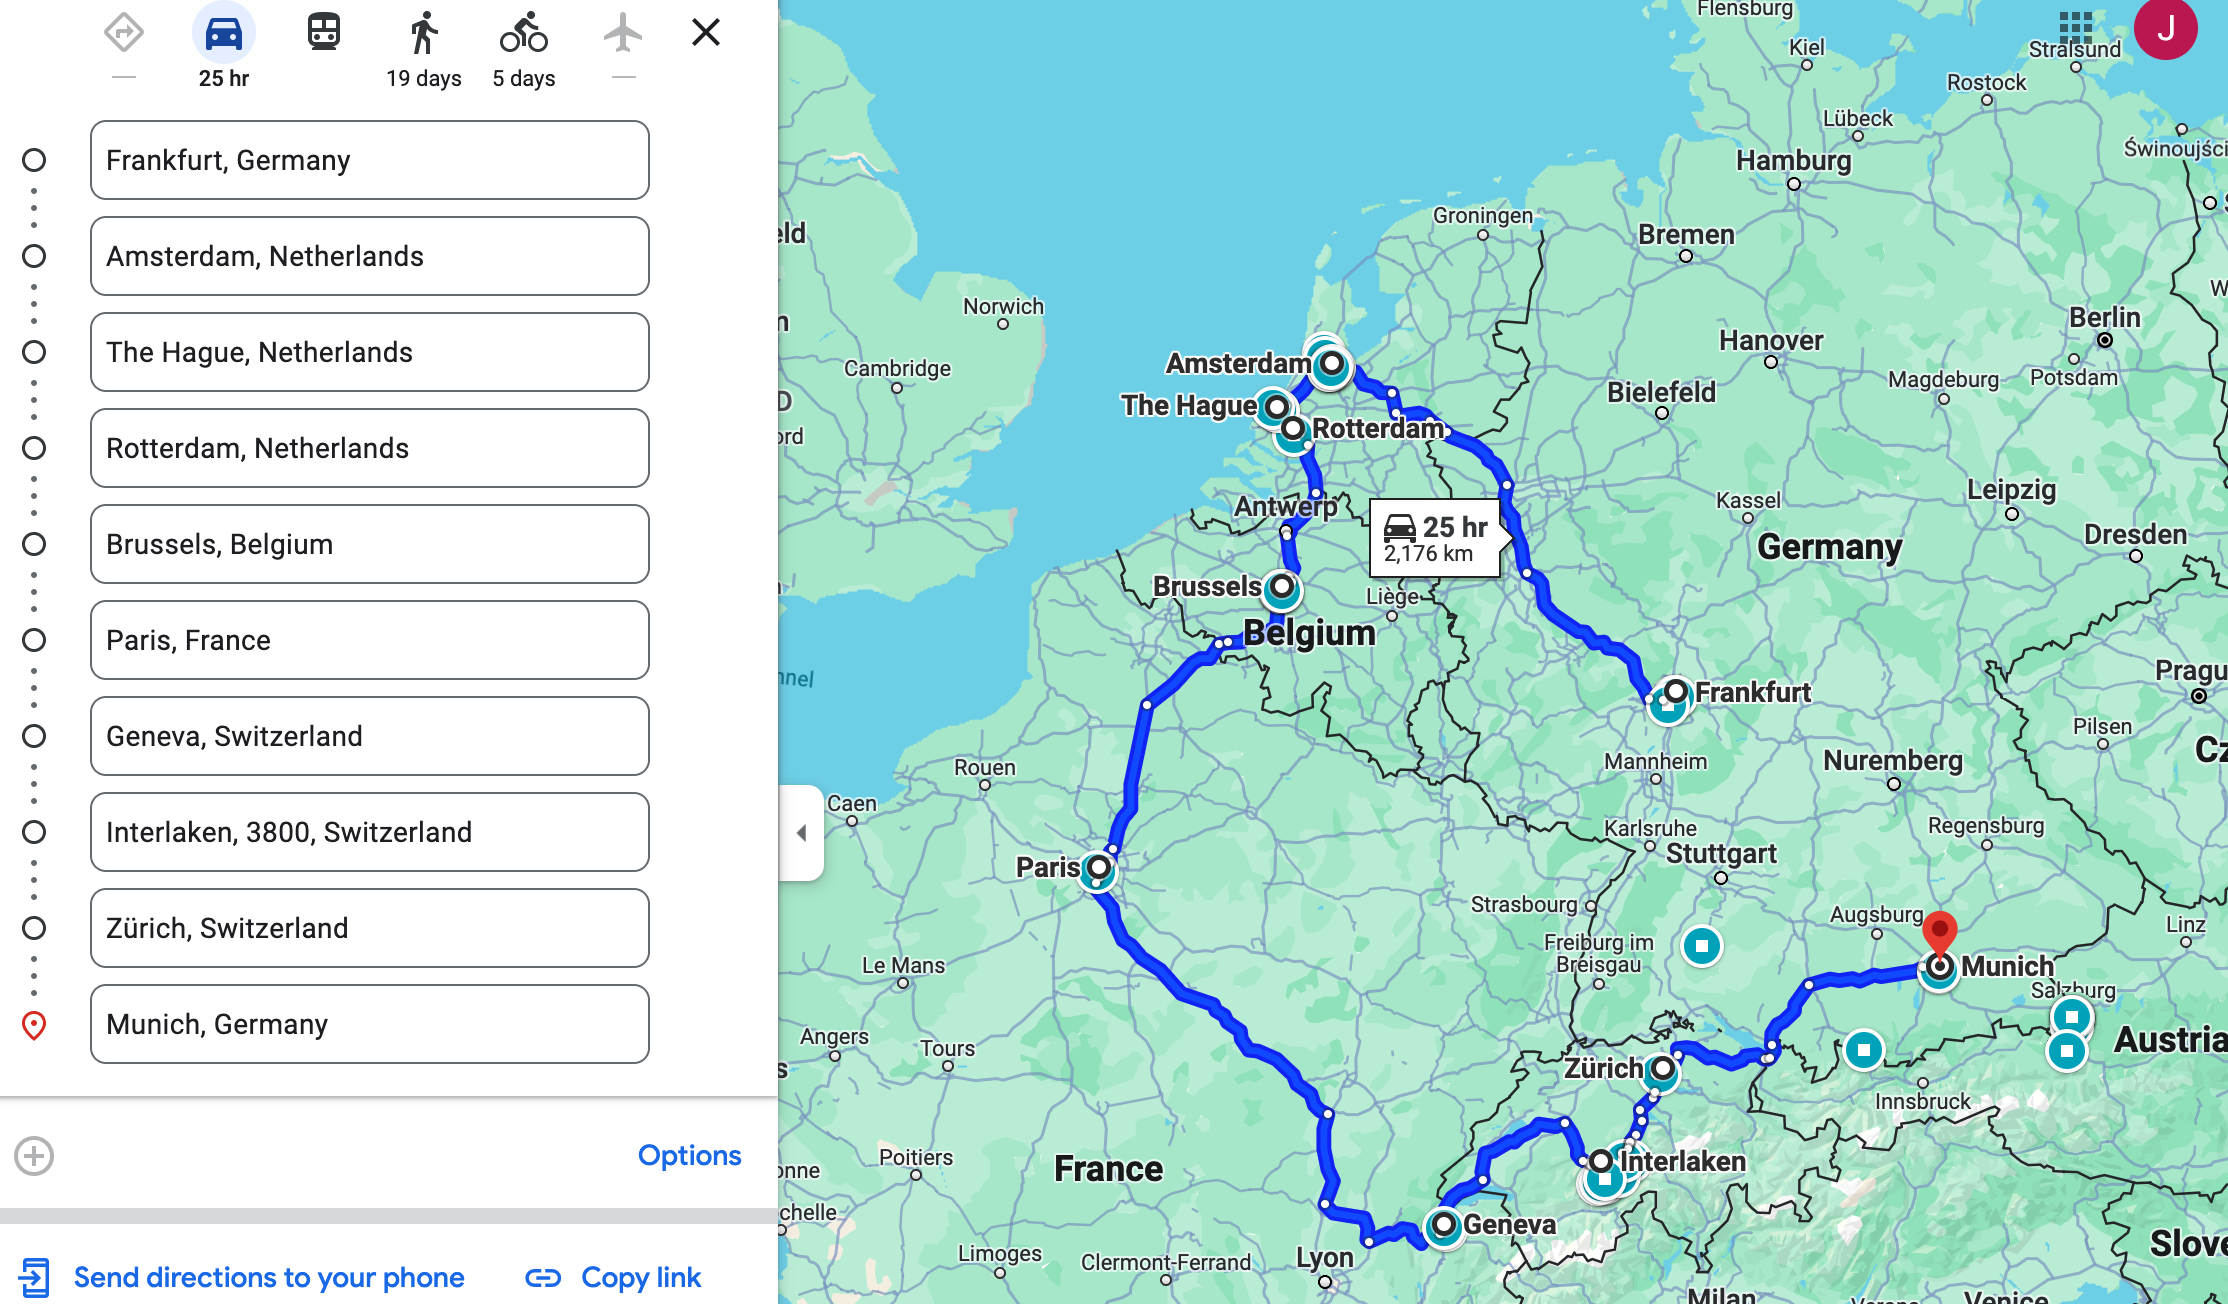 25 hr
19 days
5 days
Frankfurt, Germany
Amsterdam, Netherlands
The Hague, Netherlands
Rotterdam, Netherlands
Brussels, Belgium
Paris, France
Geneva, Switzerland
Interlaken, 3800, Switzerland
Zürich, Switzerland
Munich, Germany
Options
Send directions to your phone
Copy link
Flensburg
J
Kiel
Stralsund
Rostock
Lübeck
Świnoujści
Hamburg
Groningen
Bremen
Norwich
Berlin
Hanover
Cambridge
Amsterdam
Magdeburg
Potsdam
Bielefeld
The Hague
Rotterdam
Antwerp
Kassel
Leipzig
25 hr
2,176 km
Dresden
Germany
Brussels
Liège
Belgium
Pragu
Frankfurt
Pilsen
Cz
Rouen
Mannheim
Nuremberg
Caen
Karlsruhe
Regensburg
Stuttgart
Paris
Strasbourg
Augsburg
Linz
Freiburg im
Breisgau
Le Mans
Munich
Salzburg
Angers
Tours
Austria
Zürich
Innsbruck
Poitiers
France
Interlaken
onne
chelle
Geneva
Limoges
Clermont-Ferrand
Lyon
Slove
Milan
Venice